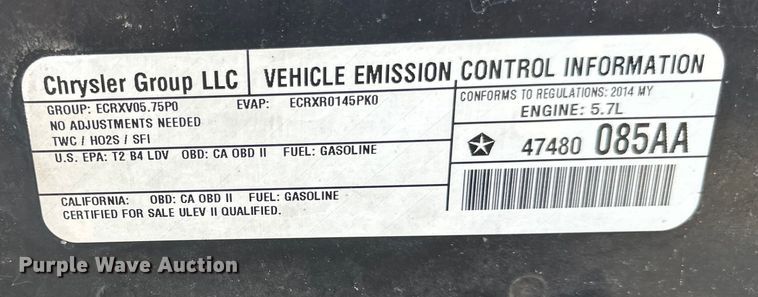 Chrysler Group LLC
VEHICLE EMISSION CONTROL INFORMATION
GROUP: ECRXV05.75P0 EVAP: ECRXR0145PK0
NO ADJUSTMENTS NEEDED
TWC / HO2S / SFI
CONFORMS TO REGULATIONS: 2014 MY
ENGINE: 5.7L
U.S. EPA: T2 B4 LDV OBD: CA OBD II FUEL: GASOLINE
47480 085AA
CALIFORNIA: OBD: CA OBD II FUEL: GASOLINE
CERTIFIED FOR SALE ULEV II QUALIFIED.
Purple Wave Auction